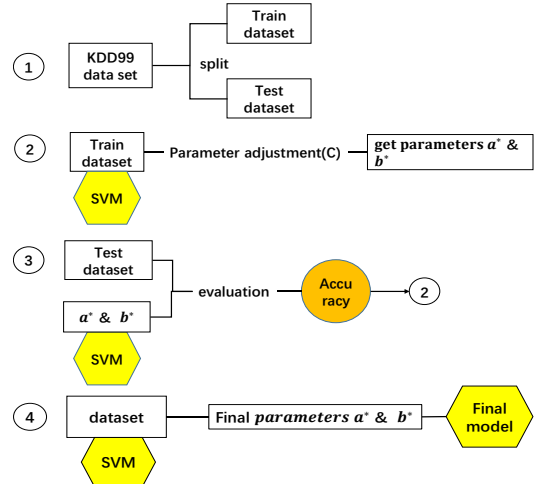 1
KDD99
data set
split
Train
dataset
Test
dataset
2
Train
dataset
SVM
Parameter adjustment(C)
get parameters a* &
b*
3
Test
dataset
a* & b*
SVM
evaluation
Accu
racy
2
4
dataset
SVM
Final parameters a* & b*
Final
model